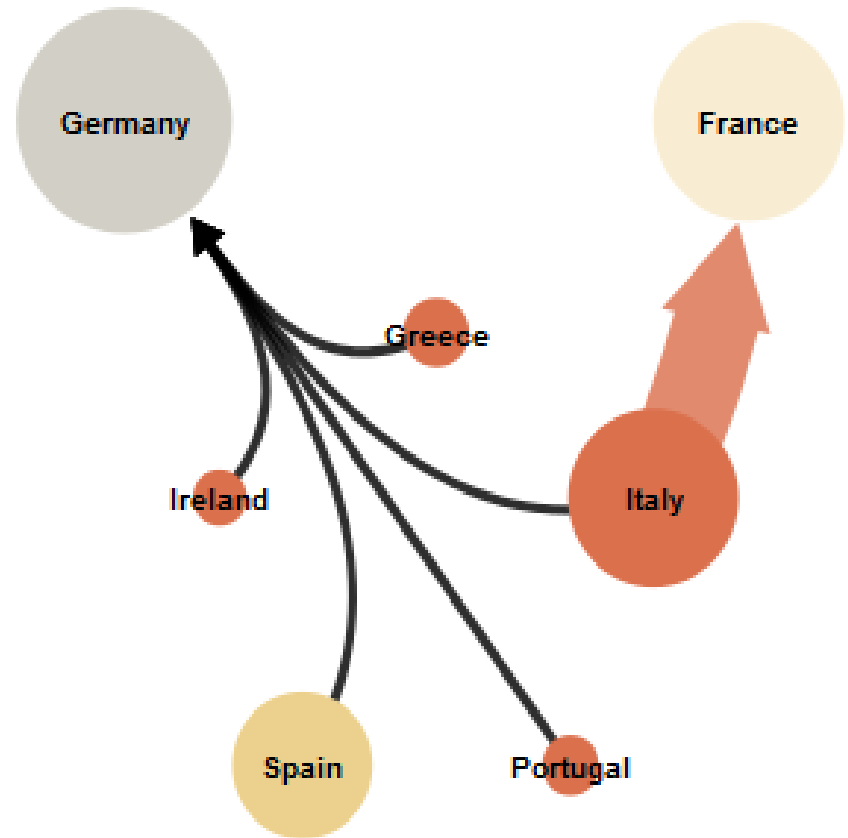 Germany
France
Greece
Ireland
Italy
Spain
Portugal